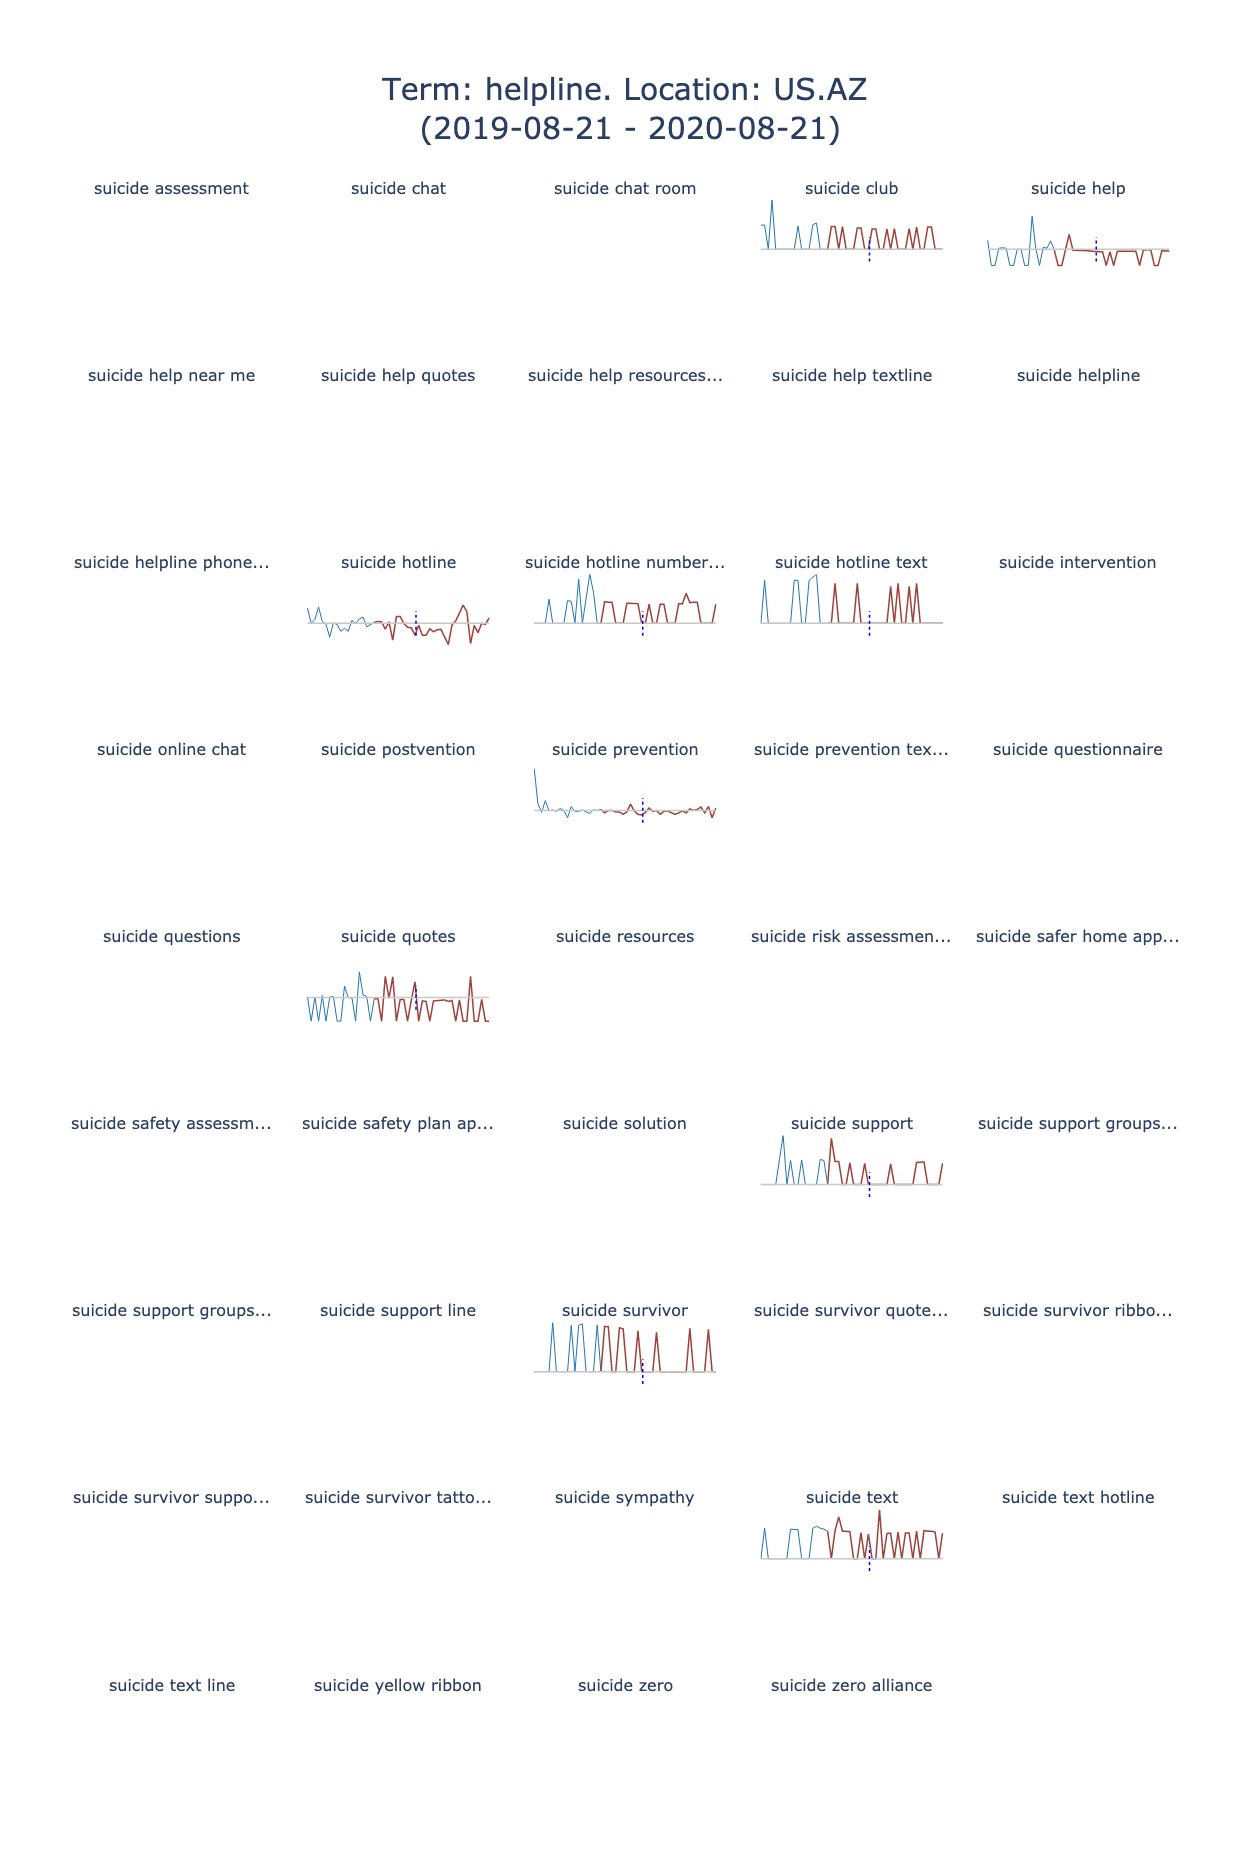 Term: helpline. Location: US.AZ
(2019-08-21 - 2020-08-21)
suicide assessment
suicide chat
suicide chat room
suicide club
suicide help
suicide help near me
suicide help quotes
suicide help resources...
suicide help textline
suicide helpline
suicide helpline phone...
suicide hotline
suicide hotline number...
suicide hotline text
suicide intervention
suicide online chat
suicide postvention
suicide prevention
suicide prevention tex...
suicide questionnaire
suicide questions
suicide quotes
suicide resources
suicide risk assessmen...
suicide safer home app...
suicide safety assessm...
suicide safety plan ap...
suicide solution
suicide support
suicide support groups...
suicide support groups...
suicide support line
suicide survivor
suicide survivor quote...
suicide survivor ribbo...
suicide survivor suppo...
suicide survivor tatto...
suicide sympathy
suicide text
suicide text hotline
suicide text line
suicide yellow ribbon
suicide zero
suicide zero alliance